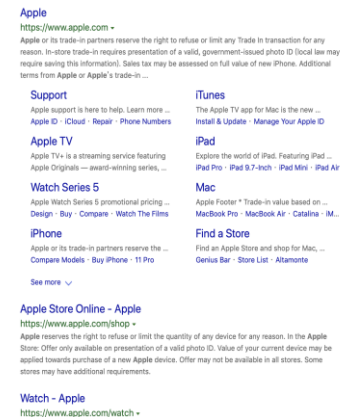 Apple
https://www.apple.com
Apple or its trade-in partners reserve the right to refuse or limit any Trade In transaction for any
reason. In-store trade-in requires presentation of a valid, government-issued photo ID (local law may
require saving this information). Sales tax may be assessed on full value of new iPhone. Additional
terms from Apple or Apple's trade-in ...
Support
Apple support is here to help. Learn more ...
Apple ID · iCloud · Repair · Phone Numbers
iTunes
The Apple TV app for Mac is the new ...
Install & Update · Manage Your Apple ID
Apple TV
Apple TV+ is a streaming service featuring
Apple Originals — award-winning series, ...
iPad
Explore the world of iPad. Featuring iPad ...
iPad Pro · iPad 9.7-Inch · iPad Mini · iPad Air
Watch Series 5
Apple Watch Series 5 promotional pricing ...
Design · Buy · Compare · Watch The Films
Mac
Apple Footer * Trade-in value based on ...
MacBook Pro · MacBook Air · Catalina · iM...
iPhone
Apple or its trade-in partners reserve the ...
Compare Models · Buy iPhone · 11 Pro
Find a Store
Find an Apple Store and shop for Mac, ...
Genius Bar · Store List · Altamonte
See more
Apple Store Online - Apple
https://www.apple.com/shop
Apple reserves the right to refuse or limit the quantity of any device for any reason. In the Apple
Store: Offer only available on presentation of a valid photo ID. Value of your current device may be
applied towards purchase of a new Apple device. Offer may not be available in all stores. Some
stores may have additional requirements.
Watch - Apple
https://www.apple.com/watch